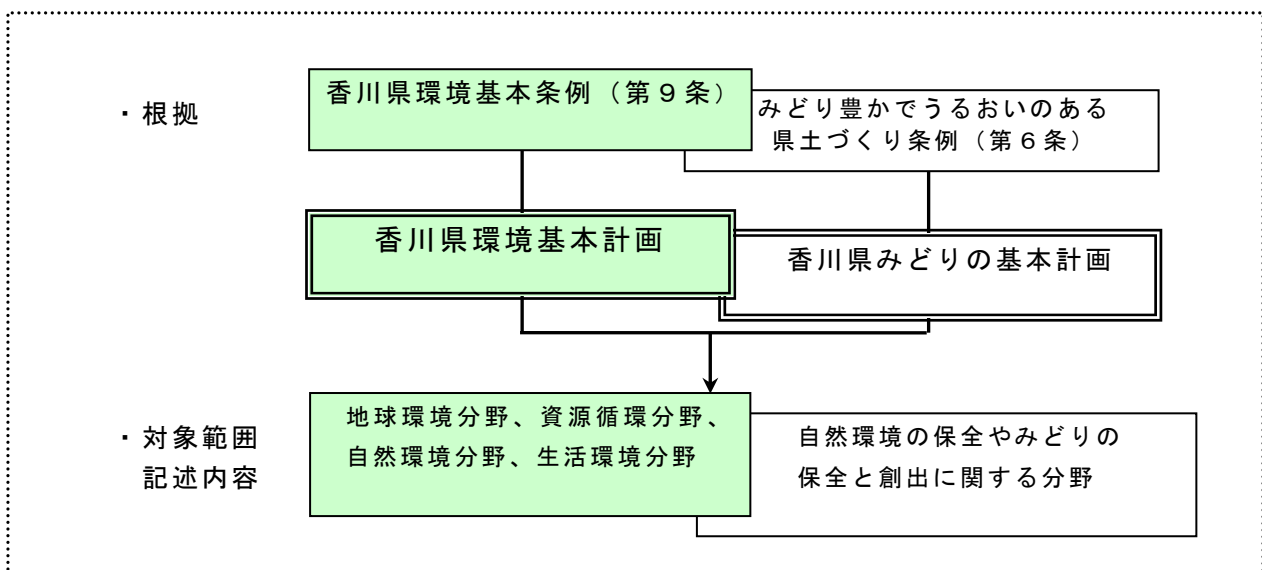 ・根拠
香川県環境基本条例（第９条）
みどり豊かでうるおいのある
県土づくり条例（第６条）
香川県環境基本計画
香川県みどりの基本計画
・対象範囲
記述内容
地球環境分野、資源循環分野、
自然環境分野、生活環境分野
自然環境の保全やみどりの
保全と創出に関する分野